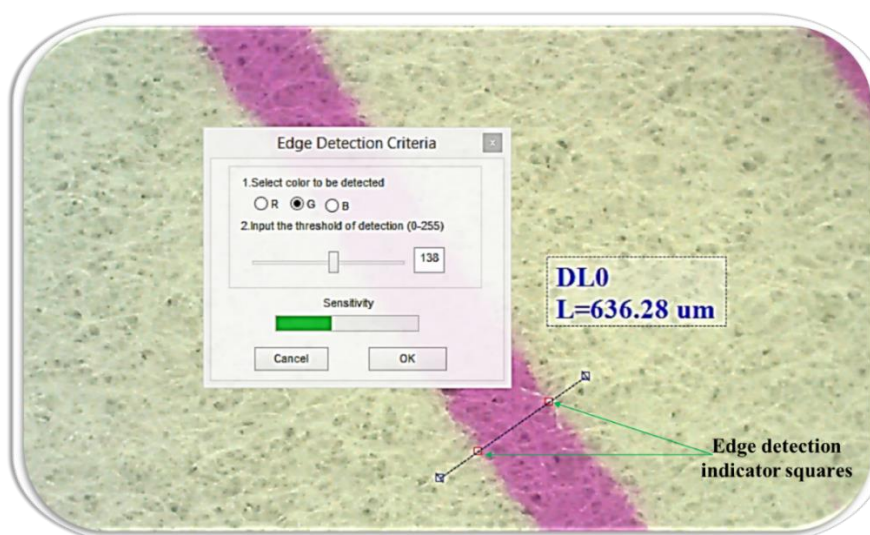 Edge Detection Criteria
x
1.Select color to be detected
R G B
2.Input the threshold of detection (0-255)
138
Sensitivity
Cancel OK
DL0
L=636.28 um
Edge detection
indicator squares